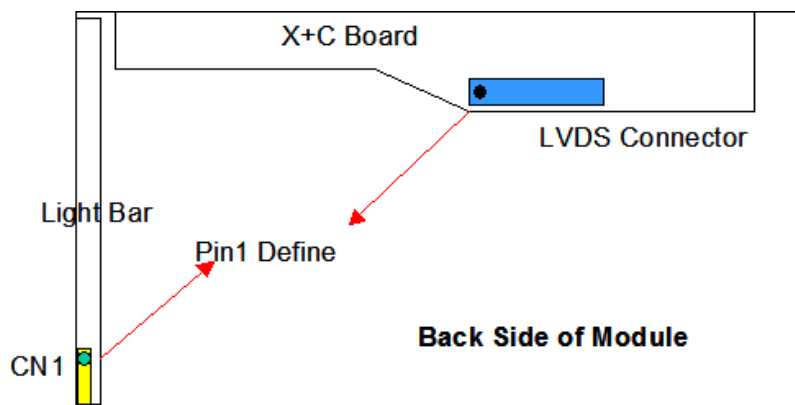 X+C Board
LVDS Connector
Light Bar
Pin1 Define
Back Side of Module
CN1